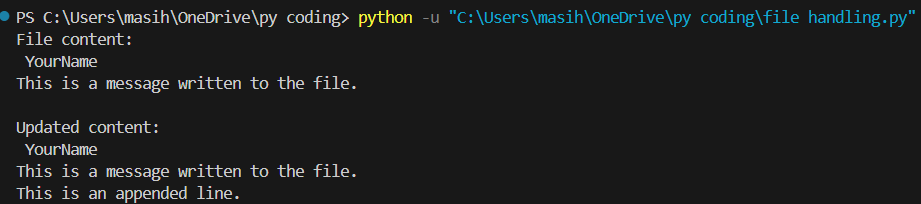 PS C:\Users\masih\OneDrive\py coding> python -u "C:\Users\masih\OneDrive\py coding\file handling.py"
File content:
 YourName
This is a message written to the file.

Updated content:
 YourName
This is a message written to the file.
This is an appended line.